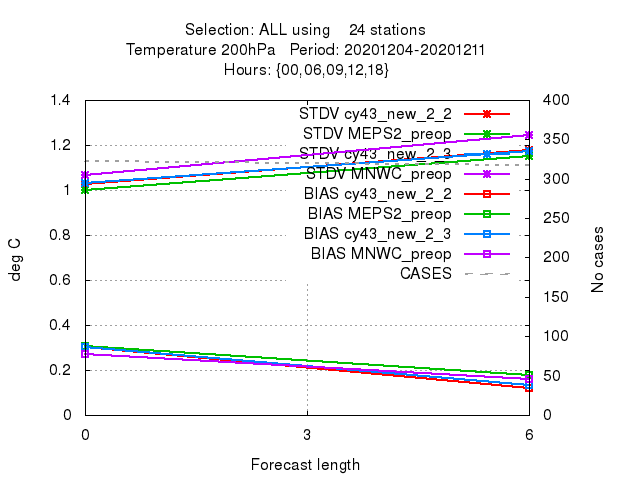 Selection: ALL using 24 stations
Temperature 200hPa Period: 20201204-20201211
Hours: {00,06,09,12,18}
1.4
1.2
1
0.8
0.6
0.4
0.2
0
400
350
300
250
200
150
100
50
0
deg C
No cases
STDV cy43_new_2_2
STDV MEPS2_preop
STDV cy43_new_2_3
STDV MNWC_preop
BIAS cy43_new_2_2
BIAS MEPS2_preop
BIAS cy43_new_2_3
BIAS MNWC_preop
CASES
0 3 6
Forecast length